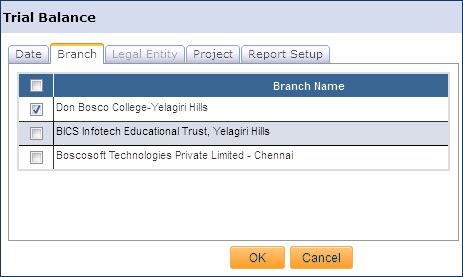 Trial Balance
Date Branch Legal Entity Project Report Setup
Branch Name
Don Bosco College-Yelagiri Hills
BICS Infotech Educational Trust, Yelagiri Hills
Boscosoft Technologies Private Limited - Chennai
OK Cancel